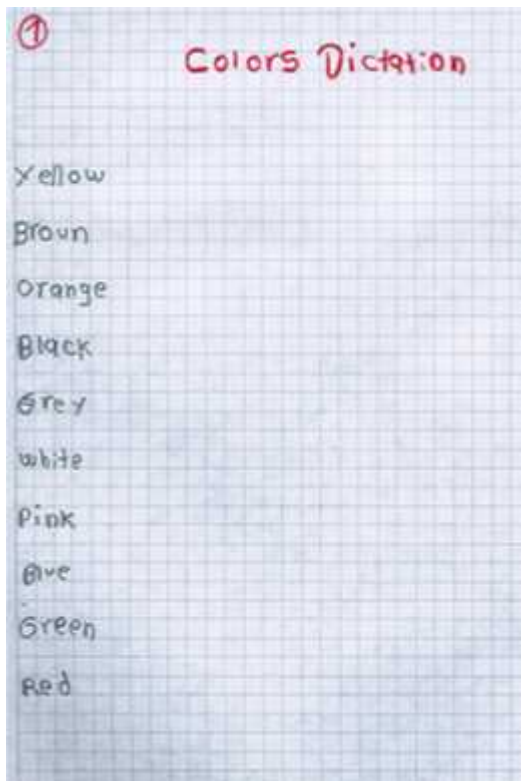 1
Colors Dictation
Yellow
Broun
Orange
Black
Grey
white
Pink
Blue
Green
Red